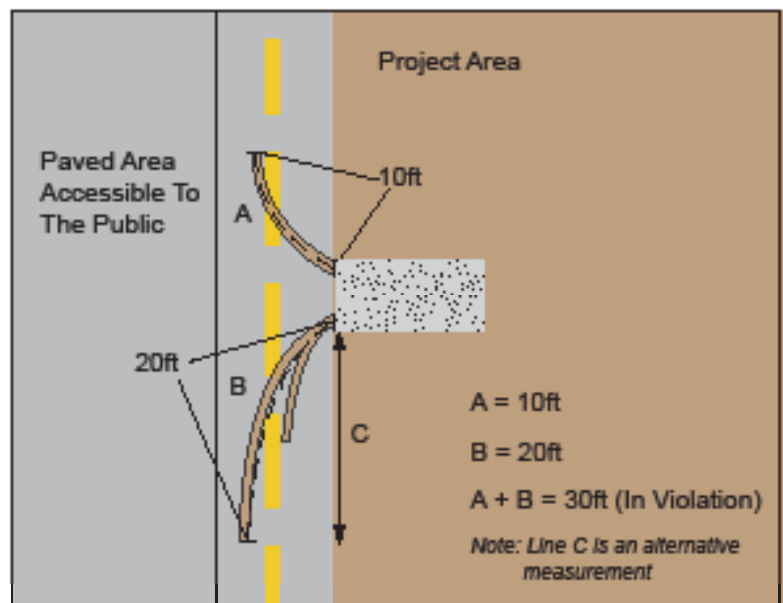 Project Area
Paved Area
Accessible To
The Public
10ft
A
20ft
B
C
A = 10ft
B = 20ft
A + B = 30ft (In Violation)
Note: Line C is an alternative
measurement